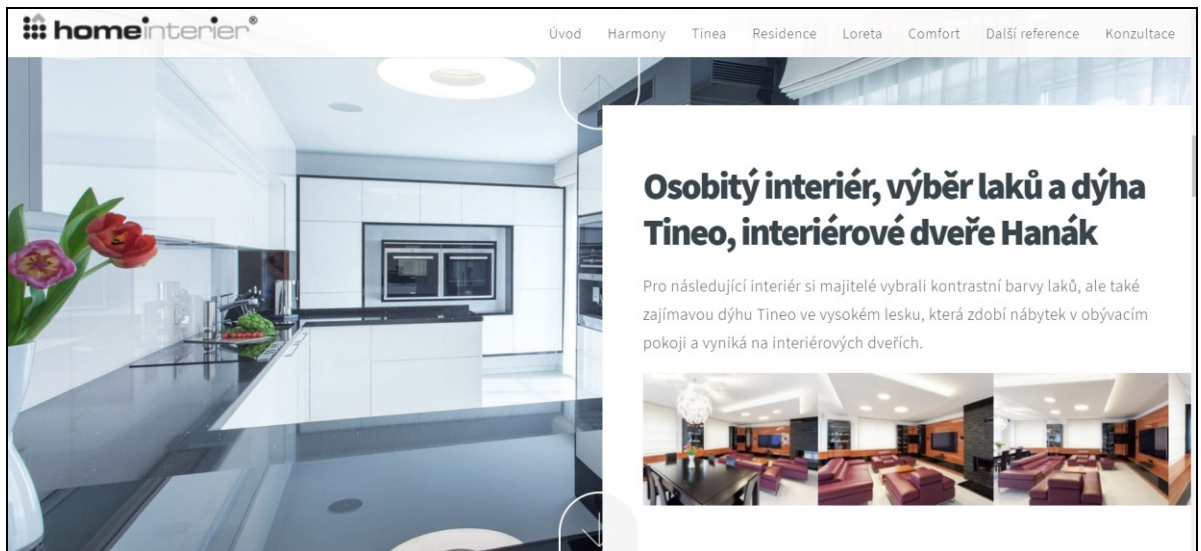 homeinterier®
Úvod Harmony Tinea Residence Loreta Comfort Další reference Konzultace
Osobitý interiér, výběr laků a dýha
Tineo, interiérové dveře Hanák
Pro následující interiér si majitelé vybrali kontrastní barvy laků, ale také
zajímavou dýhu Tineo ve vysokém lesku, která zdobí nábytek v obývacím
pokoji a vyniká na interiérových dveřích.